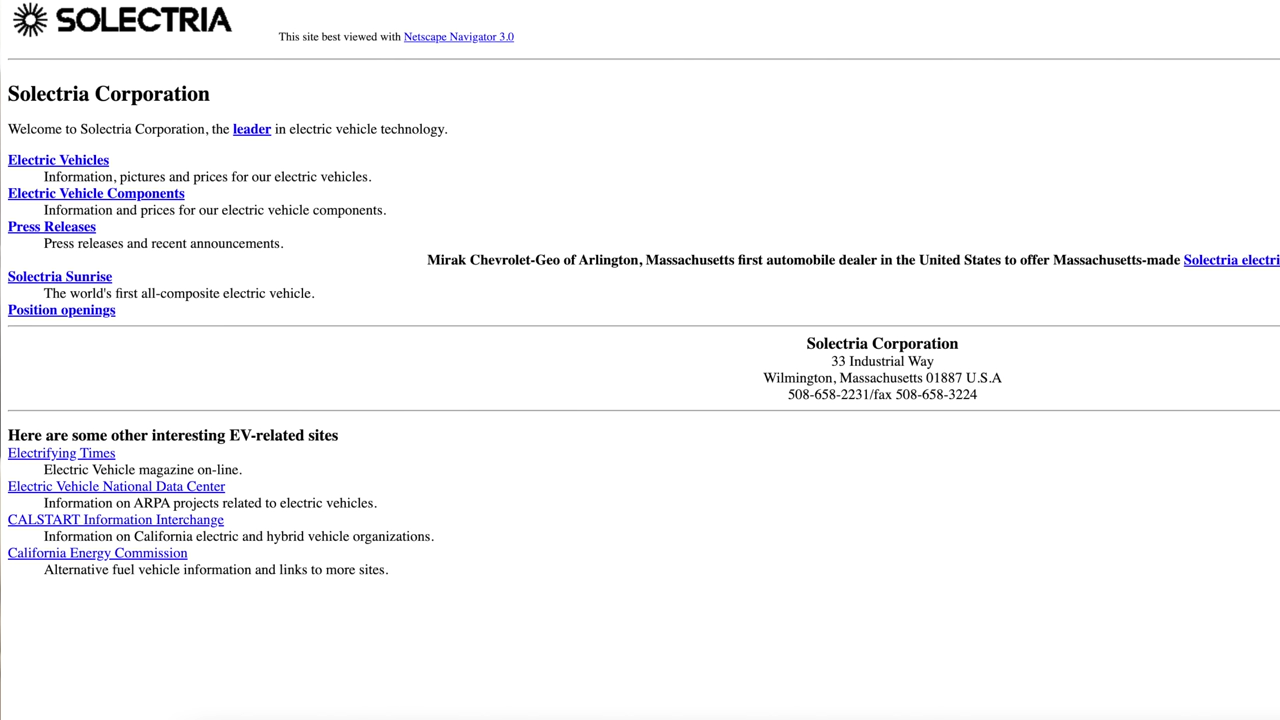 SOLECTRIA
This site best viewed with Netscape Navigator 3.0
Solectria Corporation
Welcome to Solectria Corporation, the leader in electric vehicle technology.
Electric Vehicles
Information, pictures and prices for our electric vehicles.
Electric Vehicle Components
Information and prices for our electric vehicle components.
Press Releases
Press releases and recent announcements.
Mirak Chevrolet-Geo of Arlington, Massachusetts first automobile dealer in the United States to offer Massachusetts-made Solectria electri
Solectria Sunrise
The world's first all-composite electric vehicle.
Position openings
Solectria Corporation
33 Industrial Way
Wilmington, Massachusetts 01887 U.S.A
508-658-2231/fax 508-658-3224
Here are some other interesting EV-related sites
Electrifying Times
Electric Vehicle magazine on-line.
Electric Vehicle National Data Center
Information on ARPA projects related to electric vehicles.
CALSTART Information Interchange
Information on California electric and hybrid vehicle organizations.
California Energy Commission
Alternative fuel vehicle information and links to more sites.